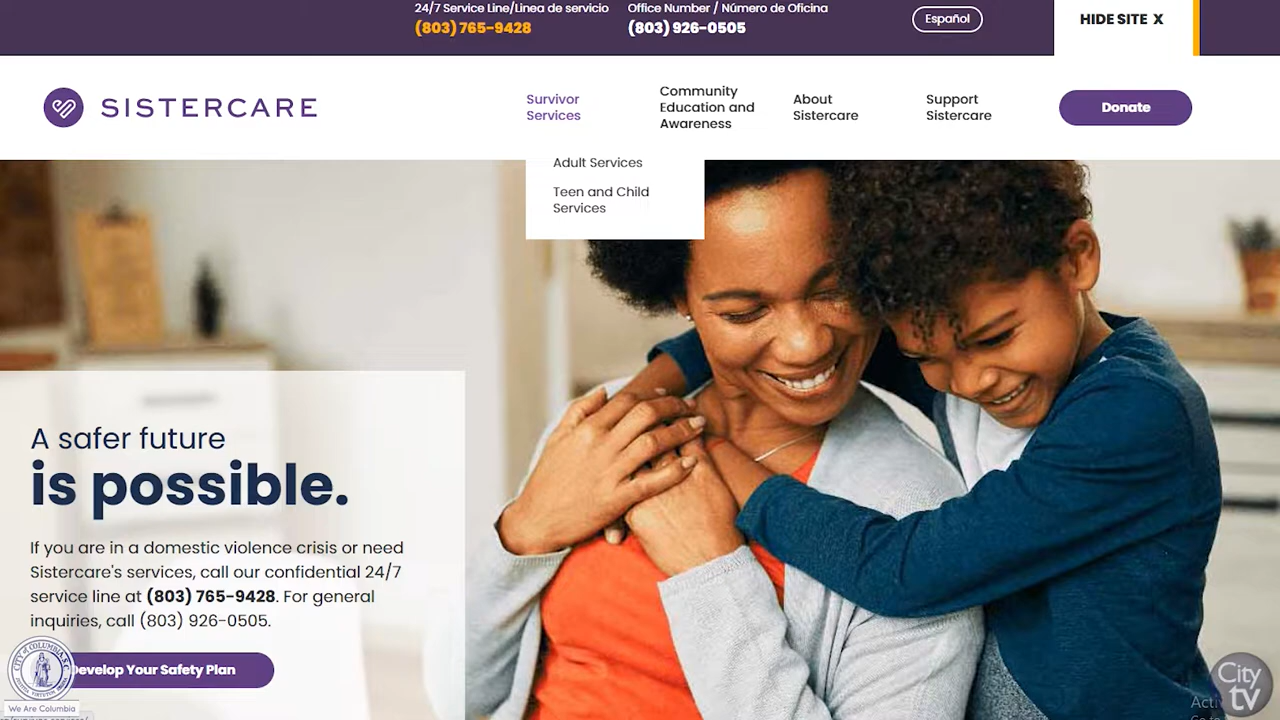 24/7 Service Line/Linea de servicio
(803) 765-9428
Office Number / Número de Oficina
(803) 926-0505
Español
HIDE SITE X
SISTERCARE
Survivor
Services
Community
Education and
Awareness
About
Sistercare
Support
Sistercare
Donate
Adult Services
Teen and Child
Services
A safer future
is possible.
If you are in a domestic violence crisis or need
Sistercare's services, call our confidential 24/7
service line at (803) 765-9428. For general
inquiries, call (803) 926-0505.
Develop Your Safety Plan
We Are Columbia
City
tv